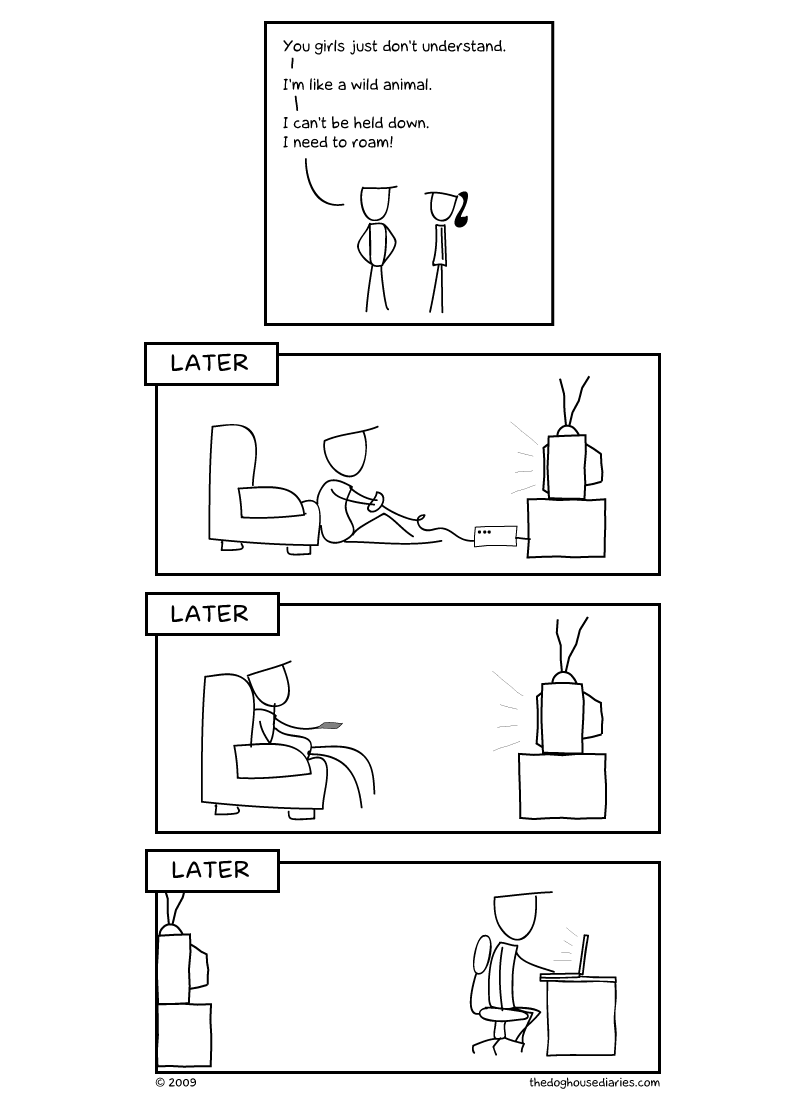 You girls just don't understand.
I'm like a wild animal.
I can't be held down.
I need to roam!
LATER
LATER
LATER
© 2009
thedoghousediaries.com